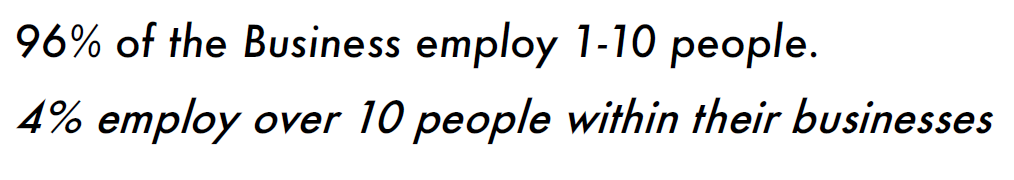 96% of the Business employ 1-10 people.
4% employ over 10 people within their businesses